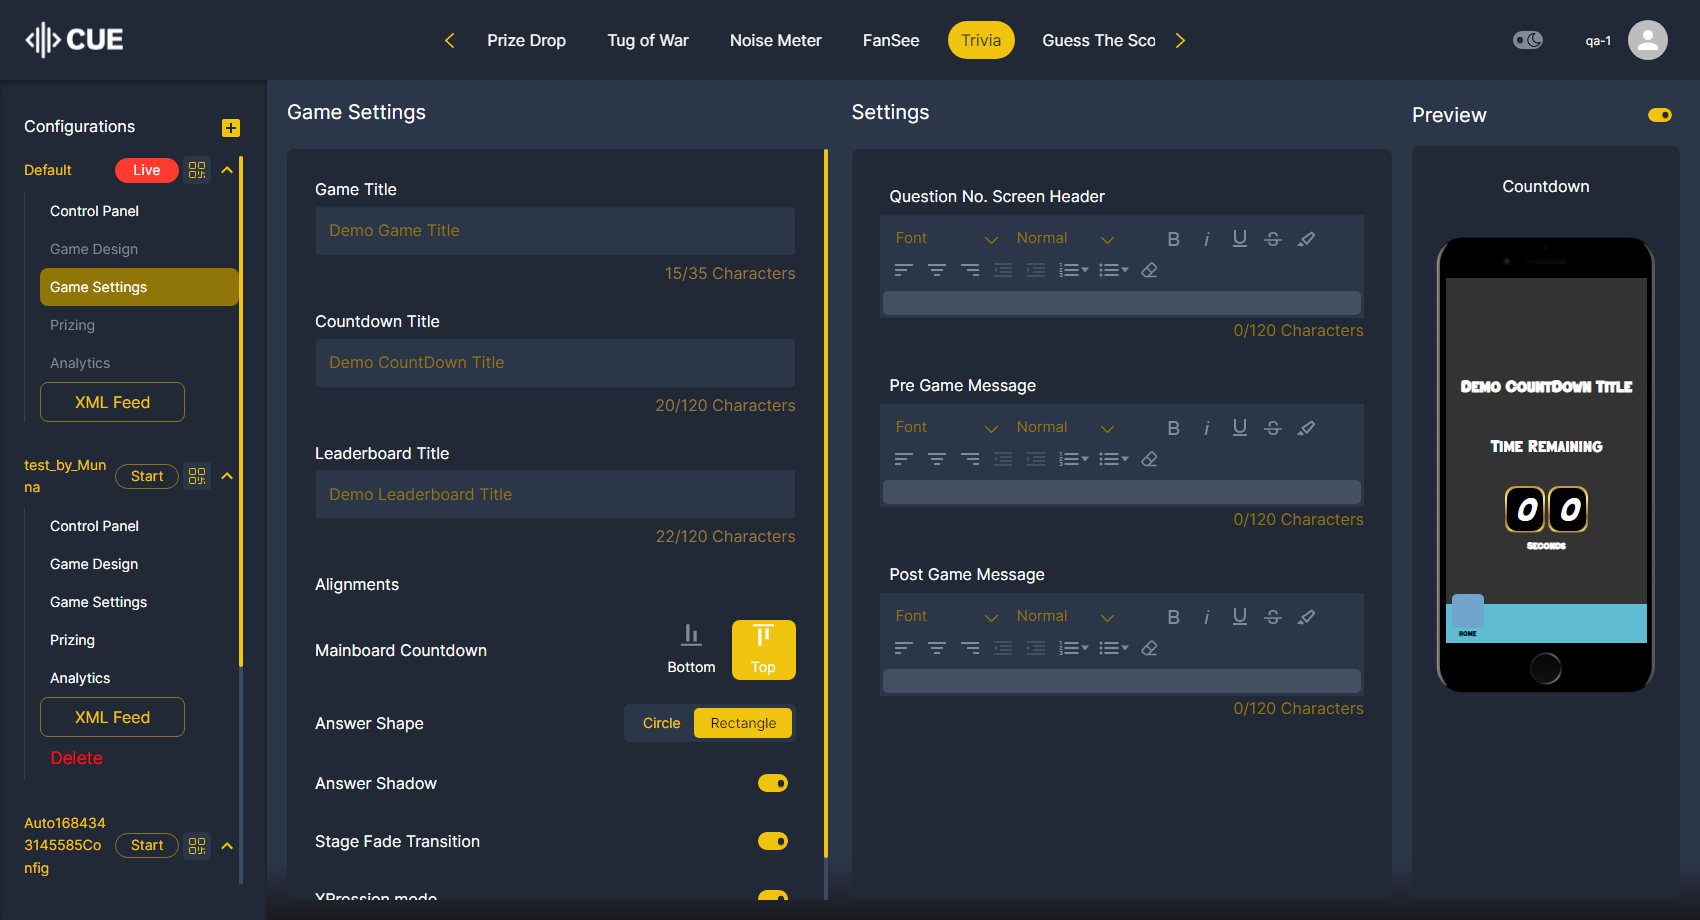 CUE
Prize Drop
Tug of War
Noise Meter
FanSee
Trivia
Guess The Sco
qa-1
Configurations
Default
Live
Control Panel
Game Design
Game Settings
Prizing
Analytics
XML Feed
test_by_Mun
na
Start
Control Panel
Game Design
Game Settings
Prizing
Analytics
XML Feed
Delete
Auto168434
3145585Co
nfig
Start
Game Settings
Game Title
Demo Game Title
15/35 Characters
Countdown Title
Demo CountDown Title
20/120 Characters
Leaderboard Title
Demo Leaderboard Title
22/120 Characters
Alignments
Mainboard Countdown
Bottom
Top
Answer Shape
Circle
Rectangle
Answer Shadow
Stage Fade Transition
XPression mode
Settings
Question No. Screen Header
Font
Normal
B i U S
0/120 Characters
Pre Game Message
Font
Normal
B i U S
0/120 Characters
Post Game Message
Font
Normal
B i U S
0/120 Characters
Preview
Countdown
Demo CountDown Title
Time Remaining
0 0
Seconds
HOME